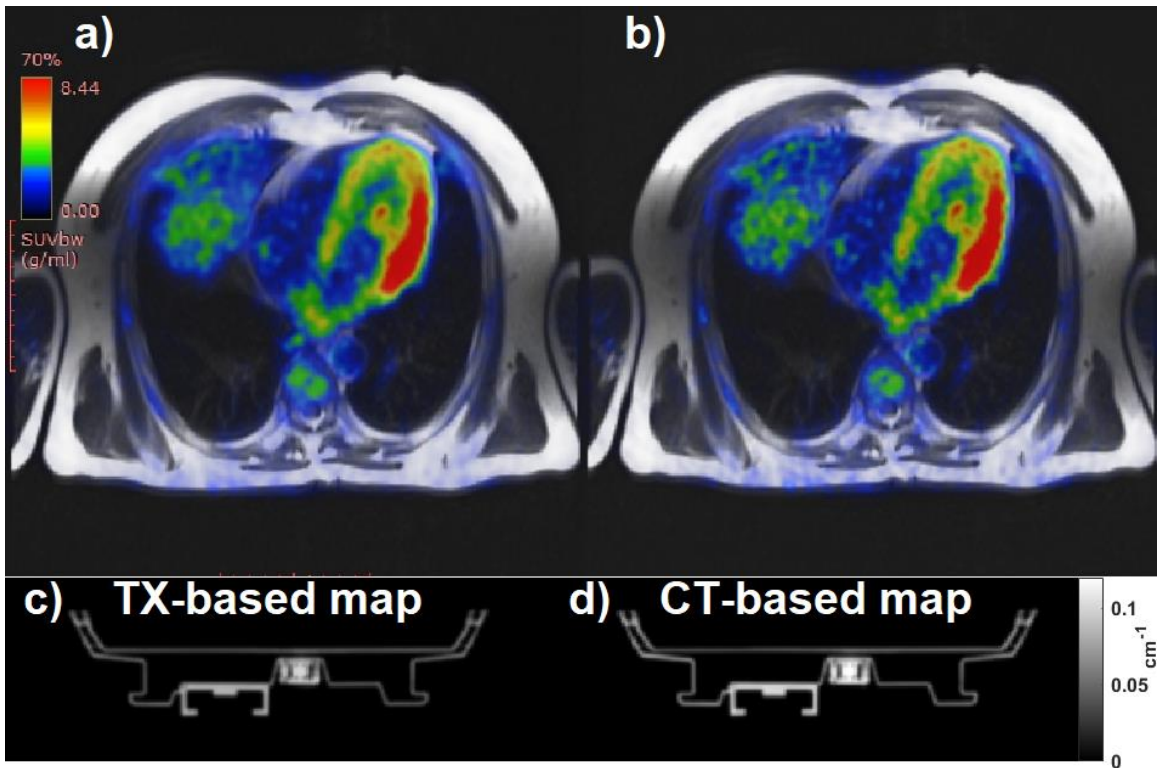 a)
b)
70%
8.44
0.00
SUVbw
(g/ml)
c) TX-based map
d) CT-based map
0.1
0.05
0
cm-1